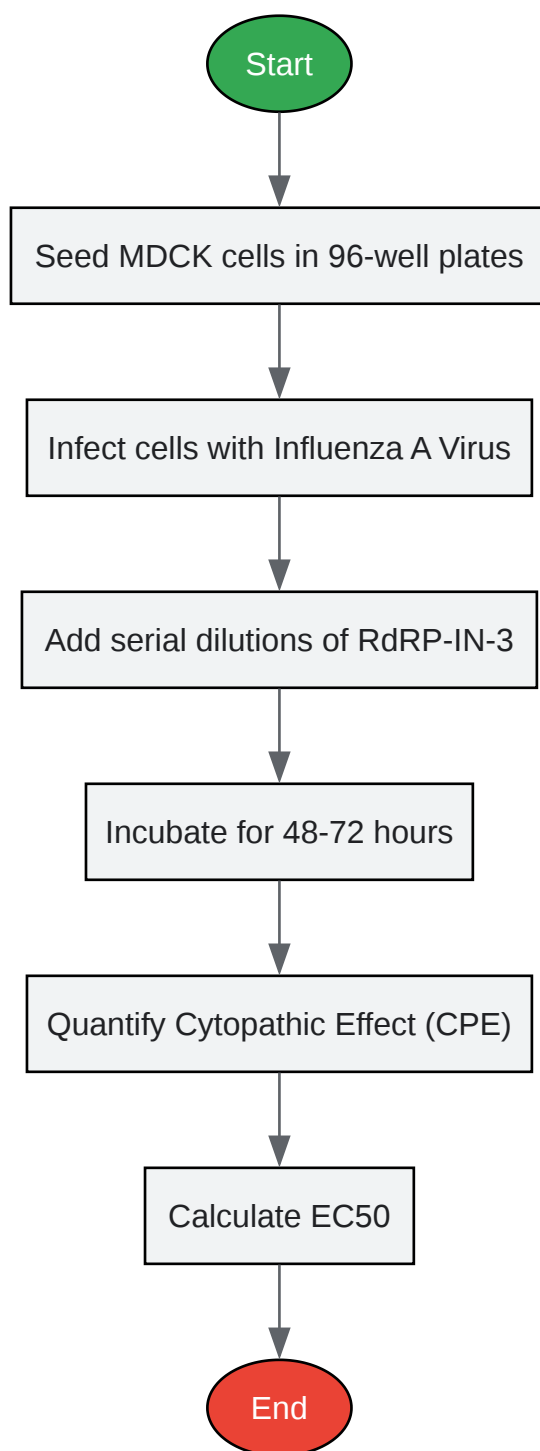 Start
Seed MDCK cells in 96-well plates
Infect cells with Influenza A Virus
Add serial dilutions of RdRP-IN-3
Incubate for 48-72 hours
Quantify Cytopathic Effect (CPE)
Calculate EC50
End